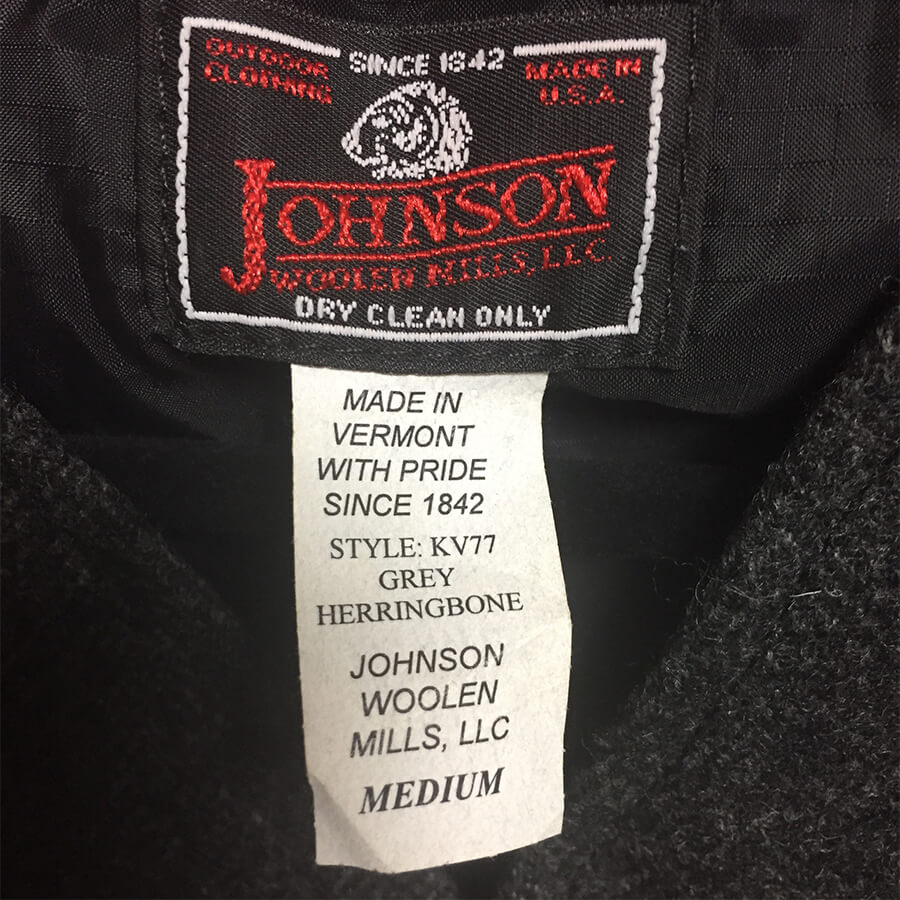 OUTDOOR CLOTHING
SINCE 1842
MADE IN U.S.A.
JOHNSON
WOOLEN MILLS, LLC.
DRY CLEAN ONLY
MADE IN
VERMONT
WITH PRIDE
SINCE 1842
STYLE: KV77
GREY
HERRINGBONE
JOHNSON
WOOLEN
MILLS, LLC
MEDIUM